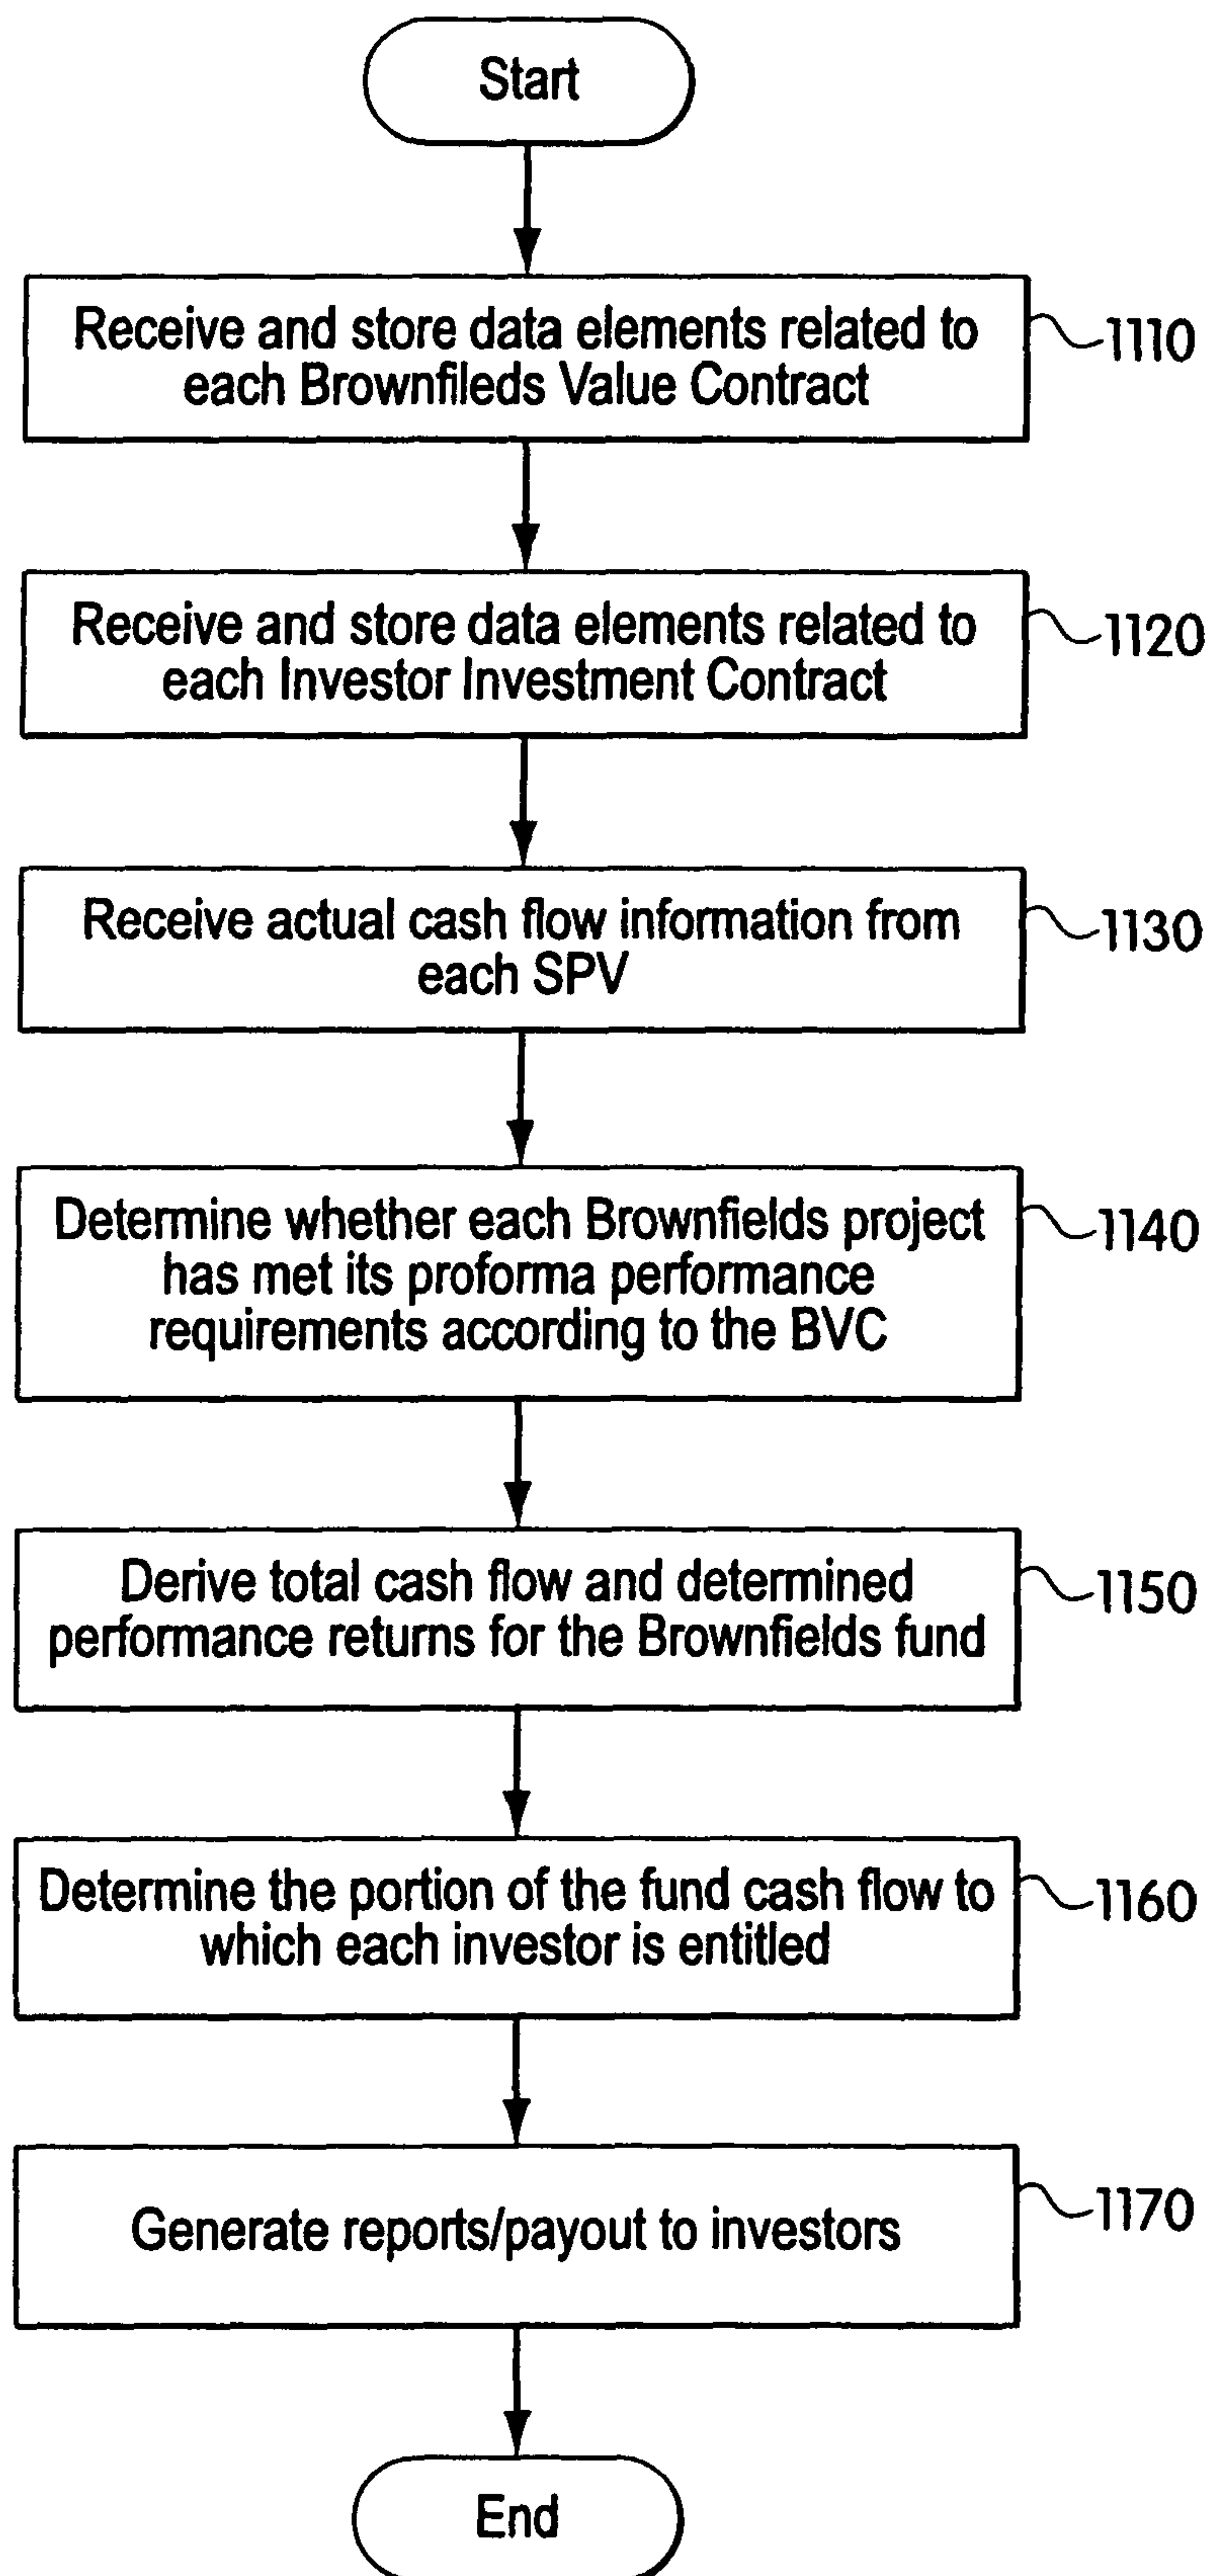 Start
Receive and store data elements related to
each Brownfileds Value Contract
1110
Receive and store data elements related to
each Investor Investment Contract
1120
Receive actual cash flow information from
each SPV
1130
Determine whether each Brownfields project
has met its proforma performance
requirements according to the BVC
1140
Derive total cash flow and determined
performance returns for the Brownfields fund
1150
Determine the portion of the fund cash flow to
which each investor is entitled
1160
Generate reports/payout to investors
1170
End